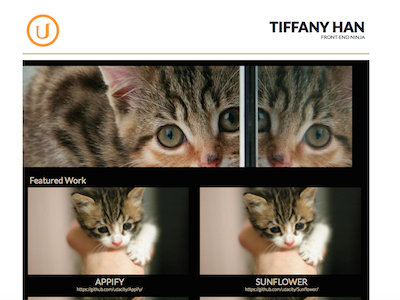 U
TIFFANY HAN
FRONT-END NINJA
Featured Work
APPIFY
https://github.com/udacity/Appify/
SUNFLOWER
https://github.com/udacity/Sunflower/